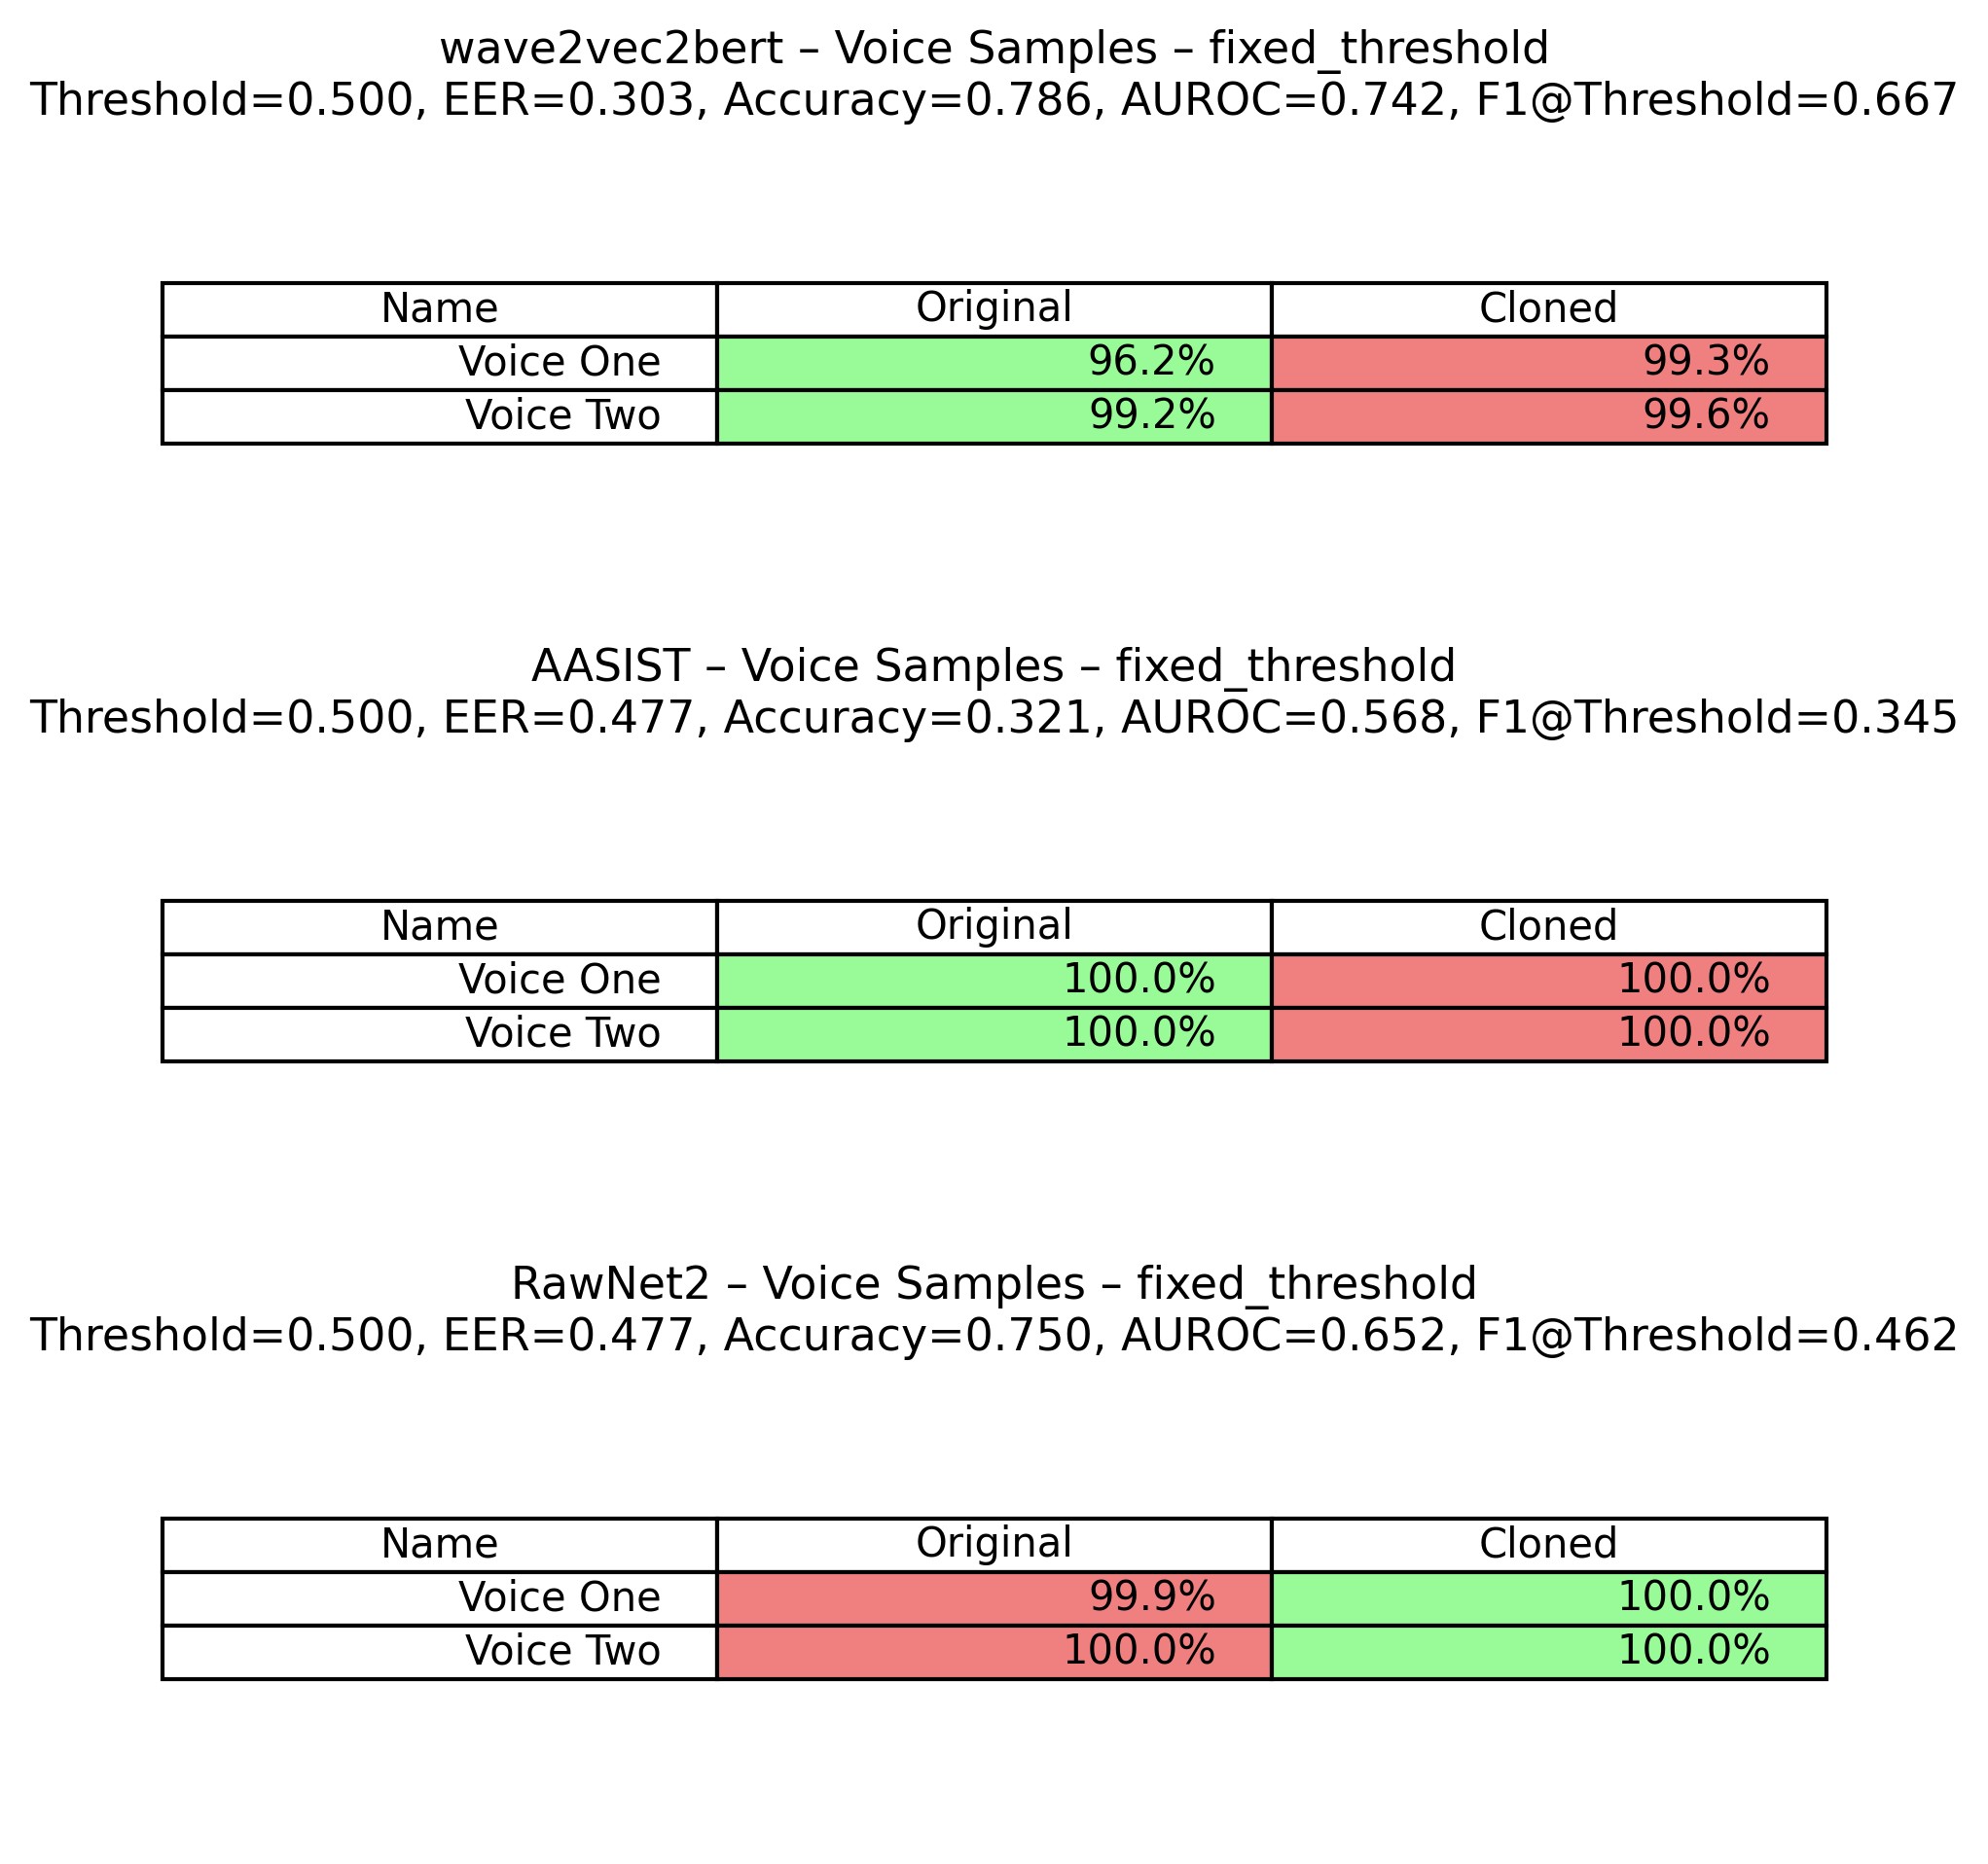 wave2vec2bert – Voice Samples – fixed_threshold
Threshold=0.500, EER=0.303, Accuracy=0.786, AUROC=0.742, F1@Threshold=0.667
Name Original Cloned
Voice One 96.2% 99.3%
Voice Two 99.2% 99.6%
AASIST – Voice Samples – fixed_threshold
Threshold=0.500, EER=0.477, Accuracy=0.321, AUROC=0.568, F1@Threshold=0.345
Name Original Cloned
Voice One 100.0% 100.0%
Voice Two 100.0% 100.0%
RawNet2 – Voice Samples – fixed_threshold
Threshold=0.500, EER=0.477, Accuracy=0.750, AUROC=0.652, F1@Threshold=0.462
Name Original Cloned
Voice One 99.9% 100.0%
Voice Two 100.0% 100.0%